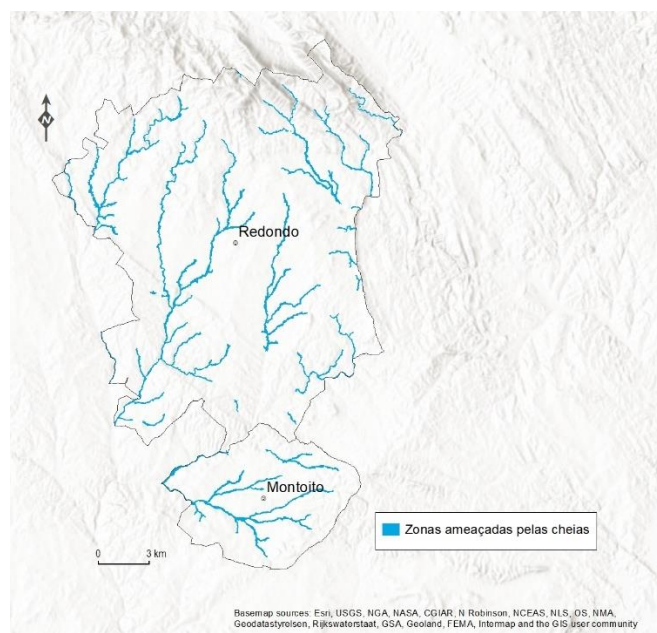 N
Redondo
Montoito
Zonas ameaçadas pelas cheias
0 3 km
Basemap sources: Esri, USGS, NGA, NASA, CGIAR, N Robinson, NCEAS, NLS, OS, NMA,
Geodatastyrelsen, Rijkswaterstaat, GSA, Geoland, FEMA, Intermap and the GIS user community